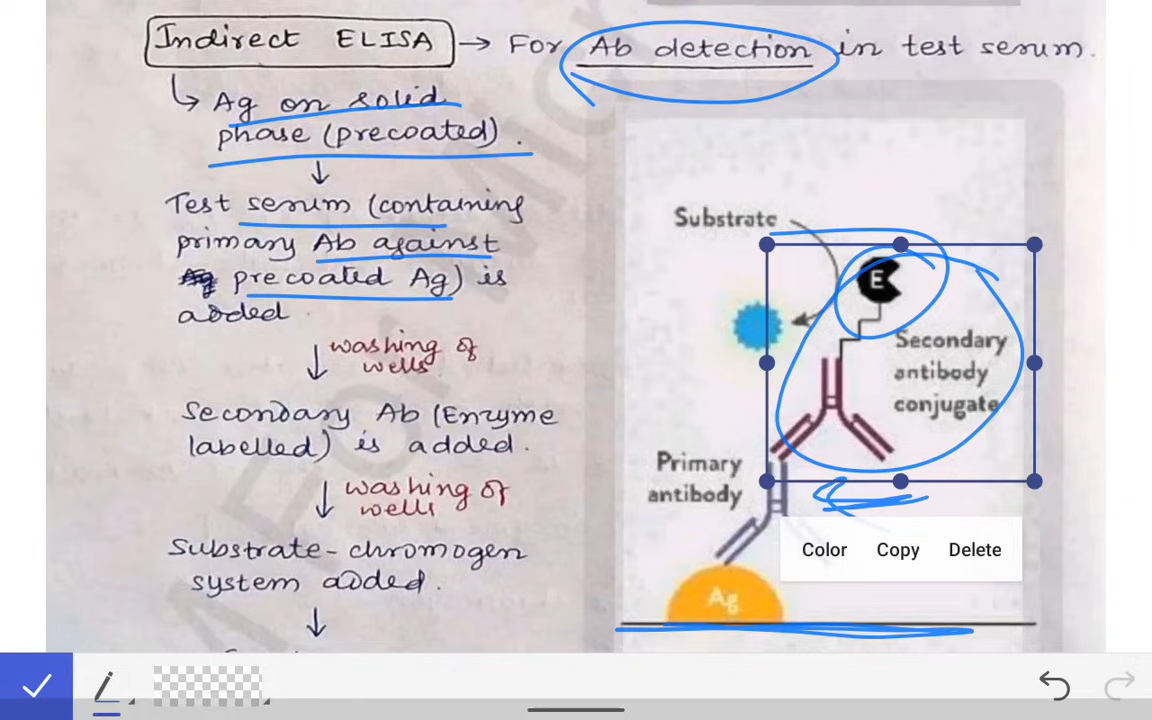 Indirect ELISA → For Ab detection in test serum.
↳ Ag on solid
phase (precoated).
↓
Test serum (containing
primary Ab against
precoated Ag) is
added.
↓ washing of
wells.
Secondary Ab (Enzyme
labelled) is added.
↓ washing of
wells
Substrate-chromogen
system added.
↓
Substrate
E
Secondary
antibody
conjugate
Primary
antibody
Ag
Color Copy Delete